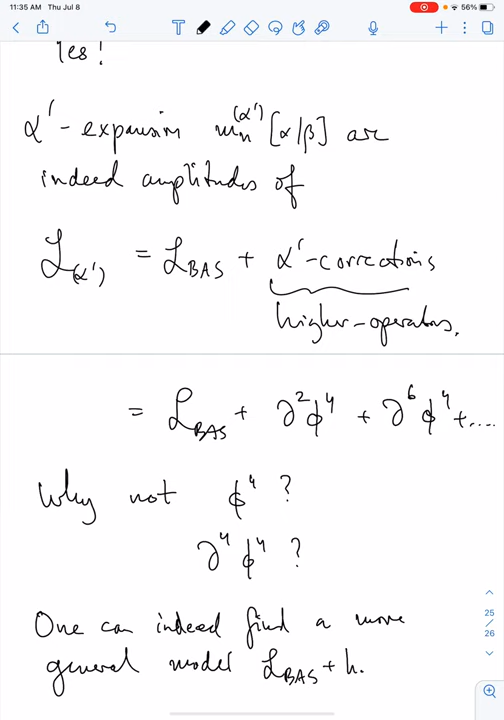 11:35 AM Thu Jul 8
56%
Yes!
α' - expansion m_n^(α') [α|β] are
indeed amplitudes of
ℒ_(α') = ℒ_BAS + α'-corrections
higher-operators.
= ℒ_BAS + ∂²ϕ⁴ + ∂⁶ϕ⁴ + ....
Why not ϕ⁴ ?
∂⁴ϕ⁴ ?
One can indeed find a more
general model ℒ_BAS + h.
25
/
26